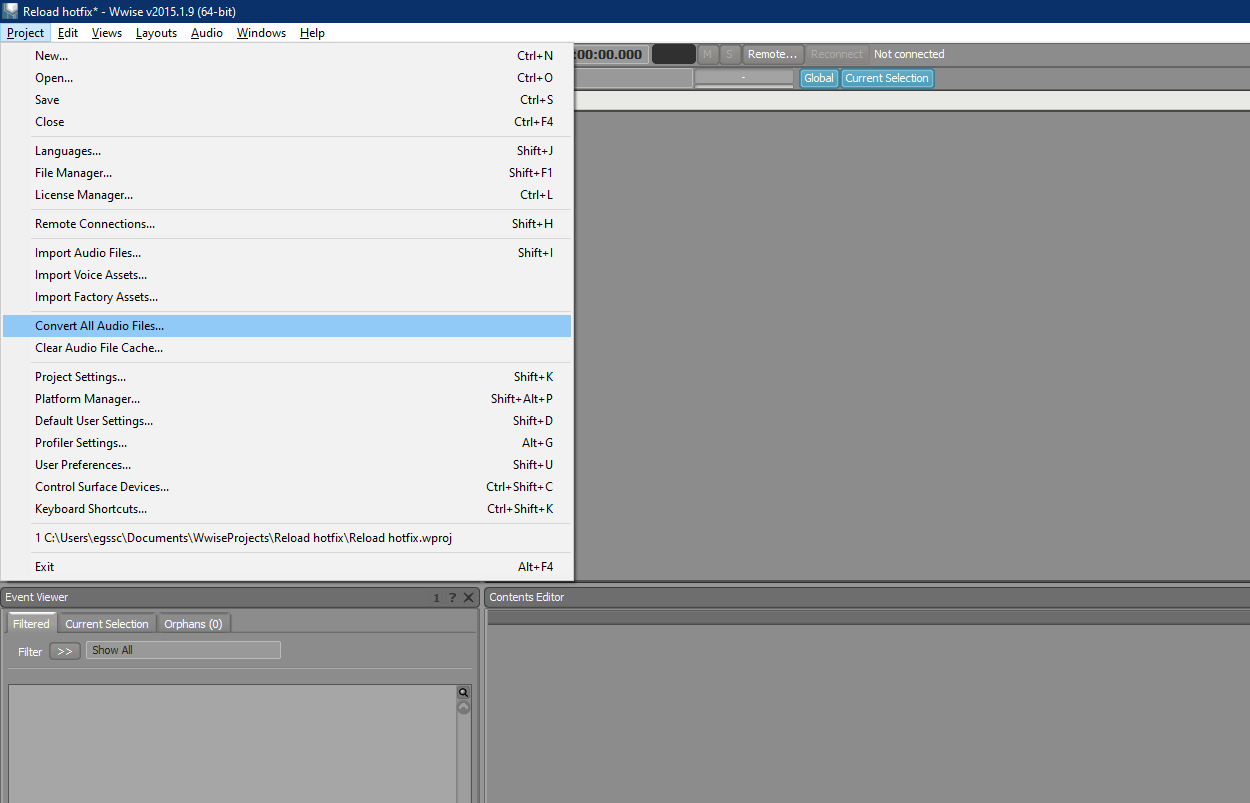 Reload hotfix* - Wwise v2015.1.9 (64-bit)
Project Edit Views Layouts Audio Windows Help
New... Ctrl+N
Open... Ctrl+O
Save Ctrl+S
Close Ctrl+F4
Languages... Shift+J
File Manager... Shift+F1
License Manager... Ctrl+L
Remote Connections... Shift+H
Import Audio Files... Shift+I
Import Voice Assets...
Import Factory Assets...
Convert All Audio Files...
Clear Audio File Cache...
Project Settings... Shift+K
Platform Manager... Shift+Alt+P
Default User Settings... Shift+D
Profiler Settings... Alt+G
User Preferences... Shift+U
Control Surface Devices... Ctrl+Shift+C
Keyboard Shortcuts... Ctrl+Shift+K
1 C:\Users\egssc\Documents\WwiseProjects\Reload hotfix\Reload hotfix.wproj
Exit Alt+F4
:00:00.000 M S Remote... Reconnect Not connected
- Global Current Selection
Event Viewer 1 ?
Filtered Current Selection Orphans (0)
Filter >> Show All
Contents Editor